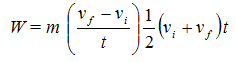 W = m ( (v_f − v_i) / t ) 1/2 (v_i + v_f) t